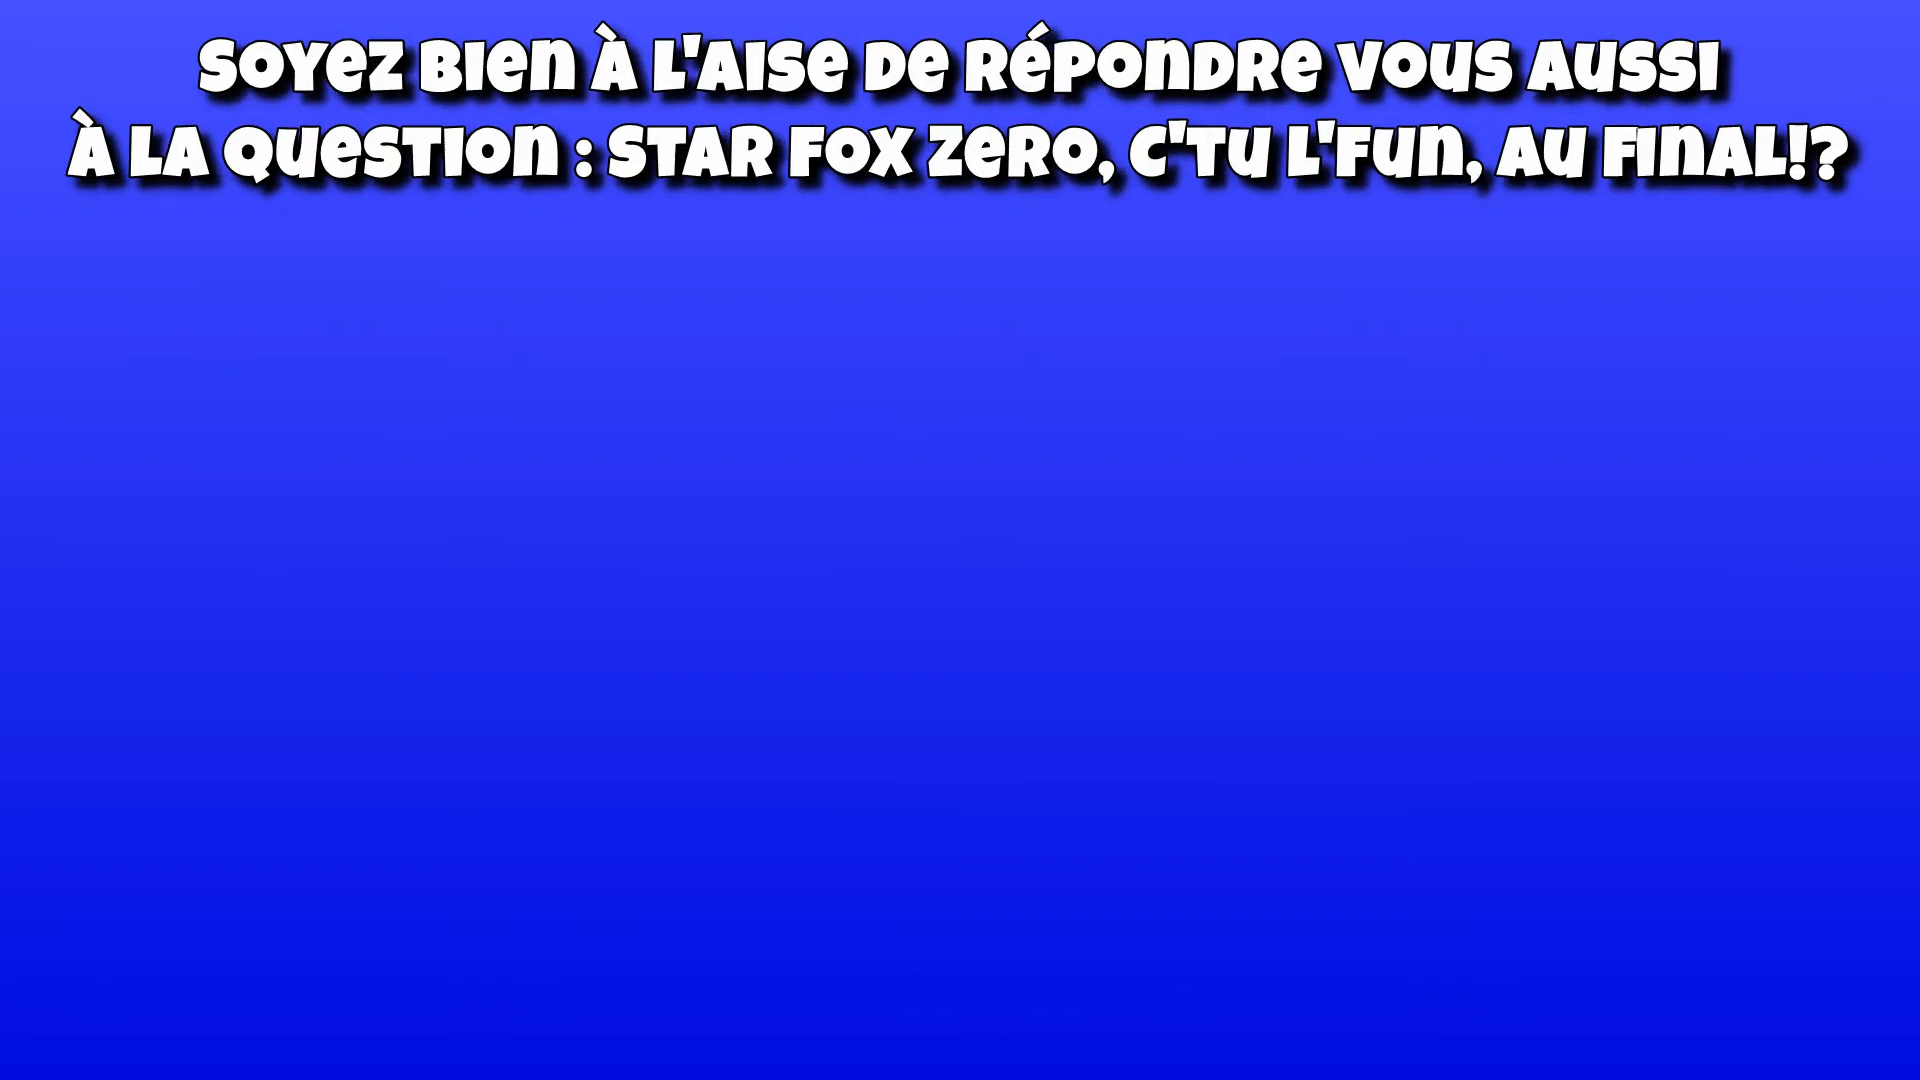 SOYEZ BIEN À L'AISE DE RÉPONDRE VOUS AUSSI
À LA QUESTION : STAR FOX ZERO, C'TU L'FUN, AU FINAL!?